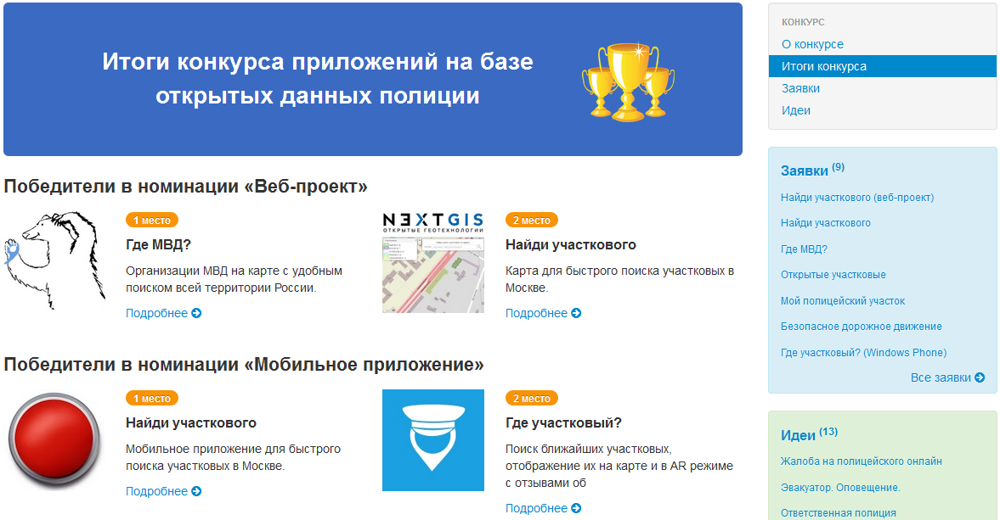 Итоги конкурса приложений на базе
открытых данных полиции
Победители в номинации «Веб-проект»
1 место
Где МВД?
Организации МВД на карте с удобным
поиском всей территории России.
Подробнее
NEXTGIS
ОТКРЫТЫЕ ГЕОТЕХНОЛОГИИ
2 место
Найди участкового
Карта для быстрого поиска участковых в
Москве.
Подробнее
Победители в номинации «Мобильное приложение»
1 место
Найди участкового
Мобильное приложение для быстрого
поиска участковых в Москве.
Подробнее
2 место
Где участковый?
Поиск ближайших участковых,
отображение их на карте и в AR режиме
с отзывами об
Подробнее
КОНКУРС
О конкурсе
Итоги конкурса
Заявки
Идеи
Заявки (9)
Найди участкового (веб-проект)
Найди участкового
Где МВД?
Открытые участковые
Мой полицейский участок
Безопасное дорожное движение
Где участковый? (Windows Phone)
Все заявки
Идеи (13)
Жалоба на полицейского онлайн
Эвакуатор. Оповещение.
Ответственная полиция